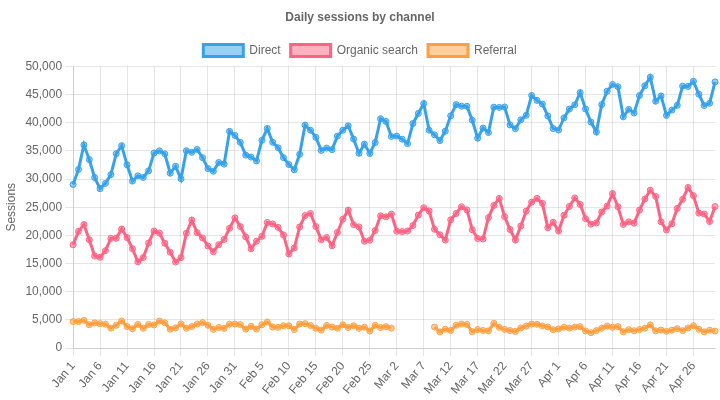 Daily sessions by channel
Direct Organic search Referral
Sessions
50,000
45,000
40,000
35,000
30,000
25,000
20,000
15,000
10,000
5,000
0
Jan 1 Jan 6 Jan 11 Jan 16 Jan 21 Jan 26 Jan 31 Feb 5 Feb 10 Feb 15 Feb 20 Feb 25 Mar 2 Mar 7 Mar 12 Mar 17 Mar 22 Mar 27 Apr 1 Apr 6 Apr 11 Apr 16 Apr 21 Apr 26